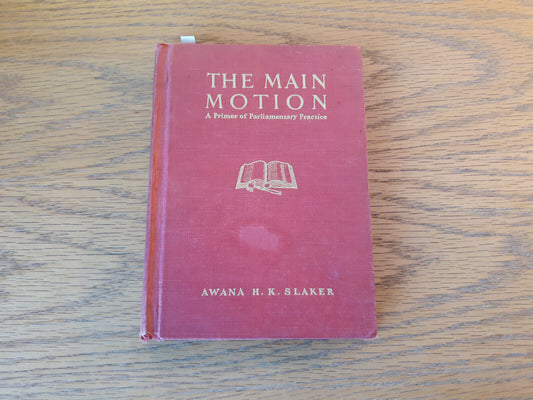 THE MAIN
MOTION
A Primer of Parliamentary Practice
AWANA H. K. SLAKER